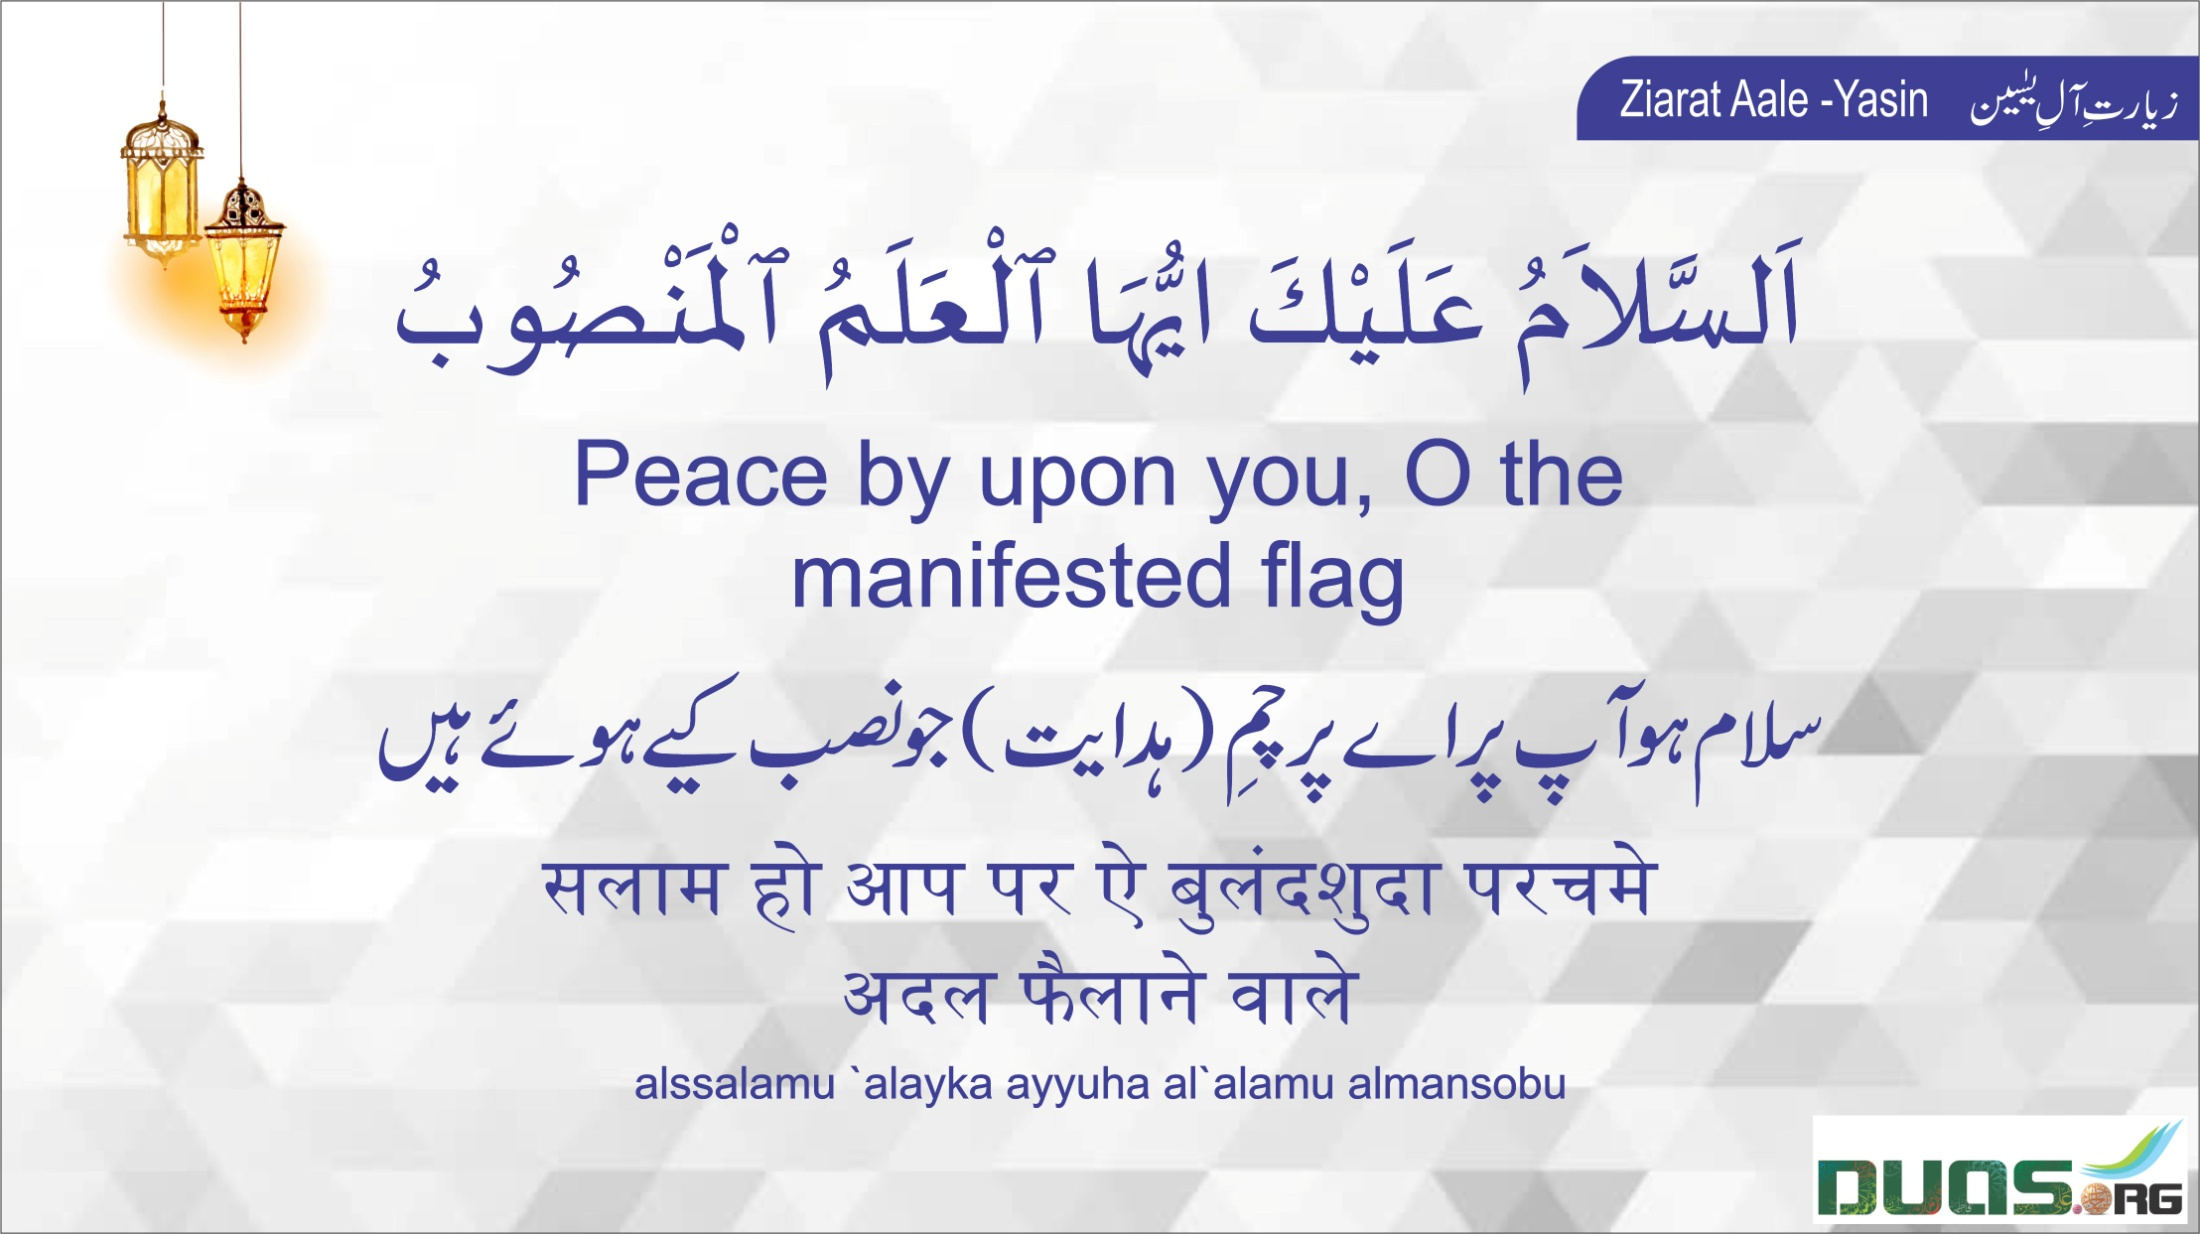 Ziarat Aale -Yasin زیارتِ آلِ یٰسین
اَلسَّلاَمُ عَلَيْكَ ايُّهَا ٱلْعَلَمُ ٱلْمَنْصُوبُ
Peace by upon you, O the
manifested flag
سلام ہو آپ پر اے پرچمِ (ہدایت) جو نصب کیے ہوئے ہیں
सलाम हो आप पर ऐ बुलंदशुदा परचमे
अदल फैलाने वाले
alssalamu `alayka ayyuha al`alamu almansobu
DUAS.ORG